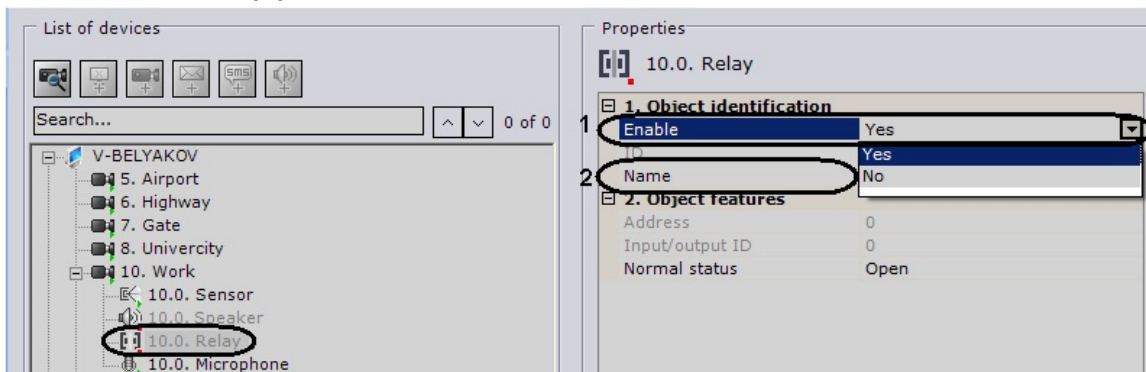 List of devices
sms
Search...
0 of 0
V-BELYAKOV
5. Airport
6. Highway
7. Gate
8. Univercity
10. Work
10.0. Sensor
10.0. Speaker
10.0. Relay
10.0. Microphone
Properties
10.0. Relay
1. Object identification
1 Enable Yes
ID Yes
2 Name No
2. Object features
Address 0
Input/output ID 0
Normal status Open